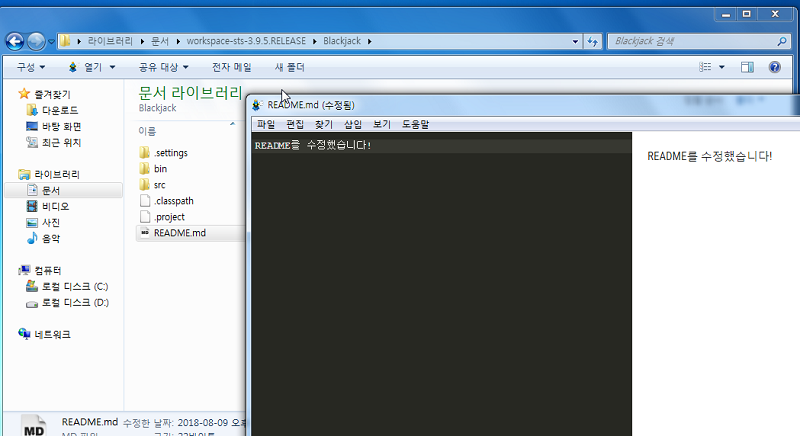 라이브러리 ▸ 문서 ▸ workspace-sts-3.9.5.RELEASE ▸ Blackjack ▸
Blackjack 검색
구성 열기 공유 대상 전자 메일 새 폴더
즐겨찾기
다운로드
바탕 화면
최근 위치
라이브러리
문서
비디오
사진
음악
컴퓨터
로컬 디스크 (C:)
로컬 디스크 (D:)
네트워크
문서 라이브러리
Blackjack
이름
.settings
bin
src
.classpath
.project
README.md
README.md (수정됨)
파일 편집 찾기 삽입 보기 도움말
README를 수정했습니다!
README를 수정했습니다!
MD
README.md 수정한 날짜: 2018-08-09 오후